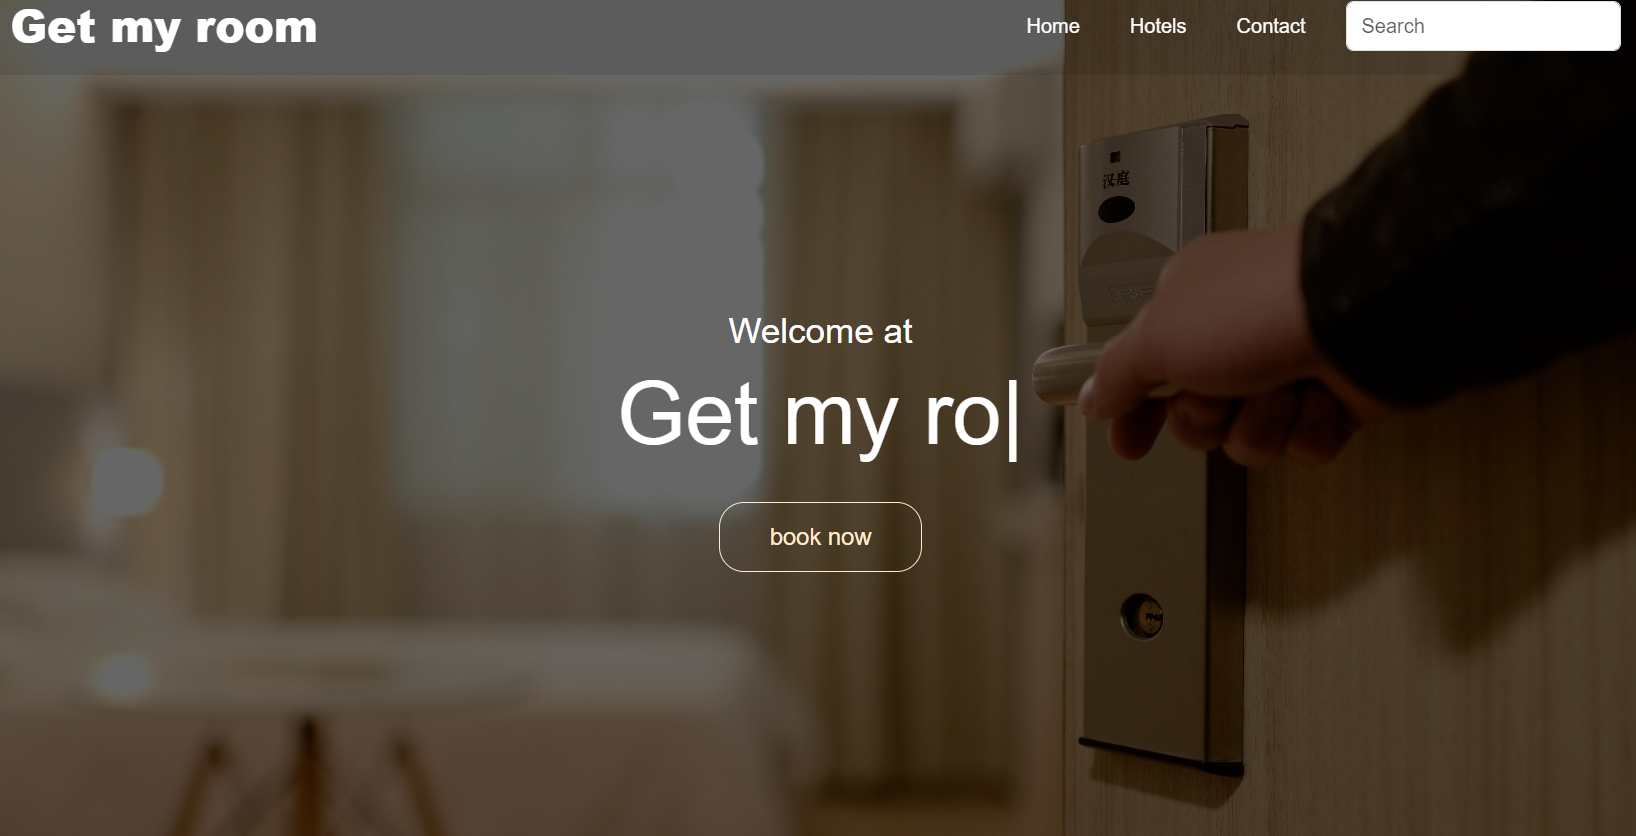 Get my room
Home
Hotels
Contact
Search
汉庭
Welcome at
Get my ro|
book now